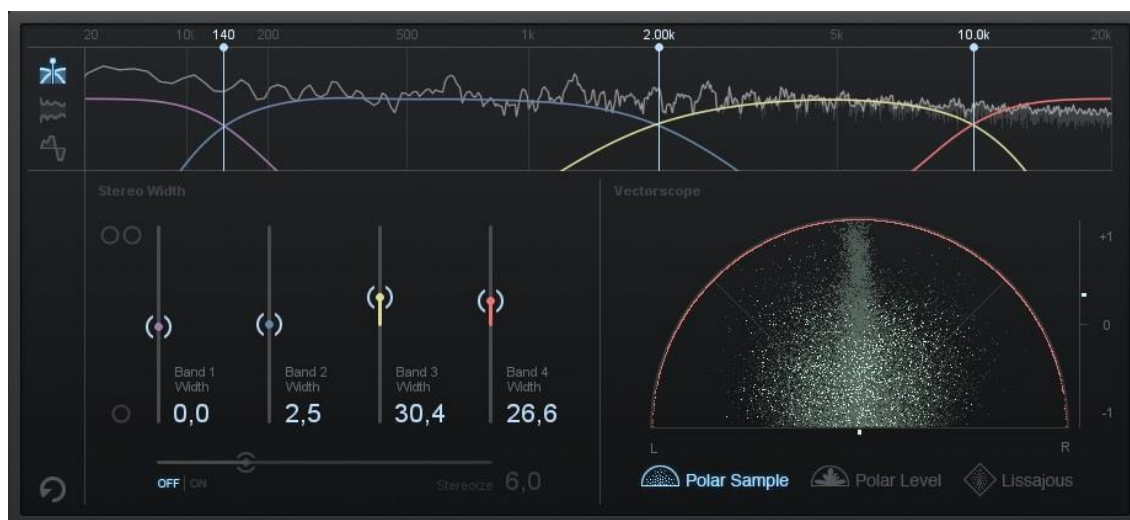 20 100 140 200 500 1k 2.00k 5k 10.0k 20k
Stereo Width
Vectorscope
+1
0
-1
Band 1 Width
0,0
Band 2 Width
2,5
Band 3 Width
30,4
Band 4 Width
26,6
L R
OFF | ON
Stereoize 6,0
Polar Sample Polar Level Lissajous